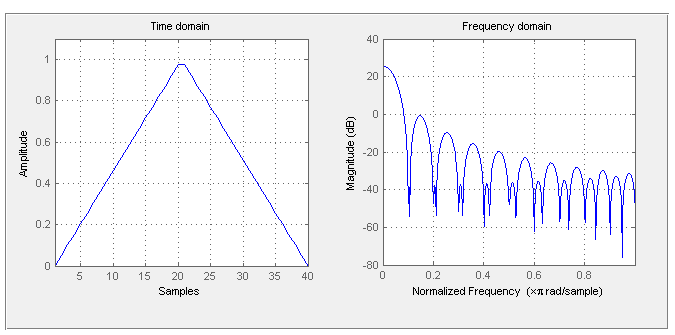 Time domain
1
0.8
0.6
0.4
0.2
0
Amplitude
5 10 15 20 25 30 35 40
Samples
Frequency domain
40
20
0
-20
-40
-60
-80
Magnitude (dB)
0 0.2 0.4 0.6 0.8
Normalized Frequency (×π rad/sample)